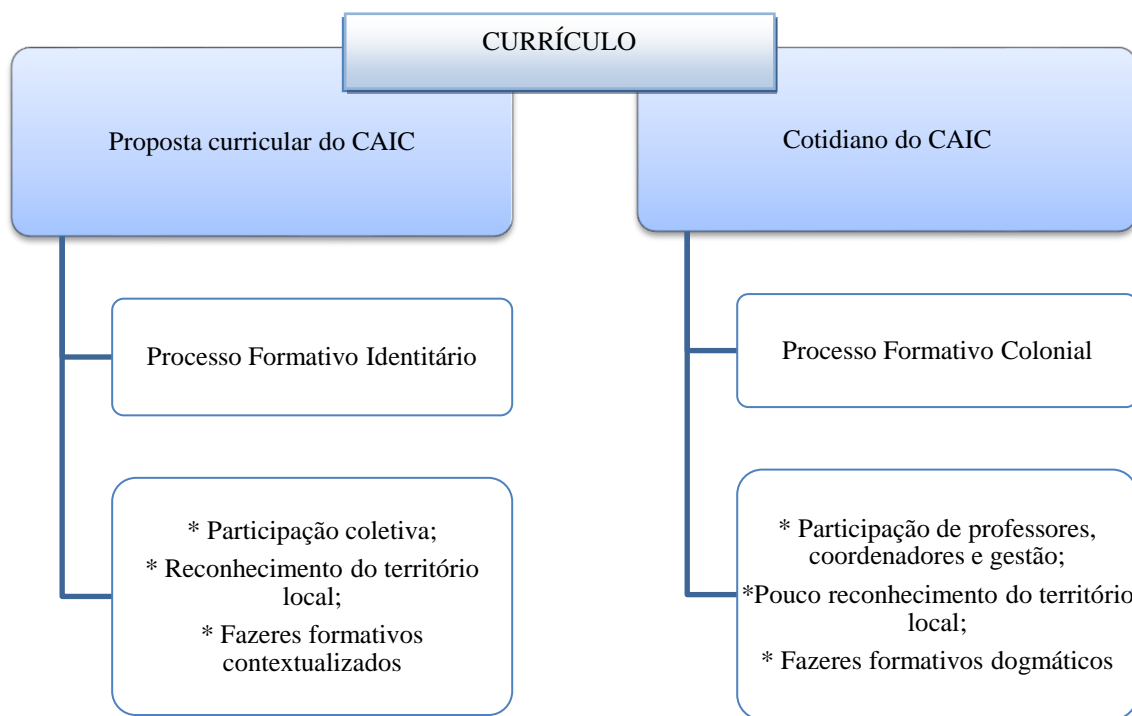 CURRÍCULO
Proposta curricular do CAIC
Processo Formativo Identitário
* Participação coletiva;
* Reconhecimento do território
local;
* Fazeres formativos
contextualizados
Cotidiano do CAIC
Processo Formativo Colonial
* Participação de professores,
coordenadores e gestão;
*Pouco reconhecimento do território
local;
* Fazeres formativos dogmáticos